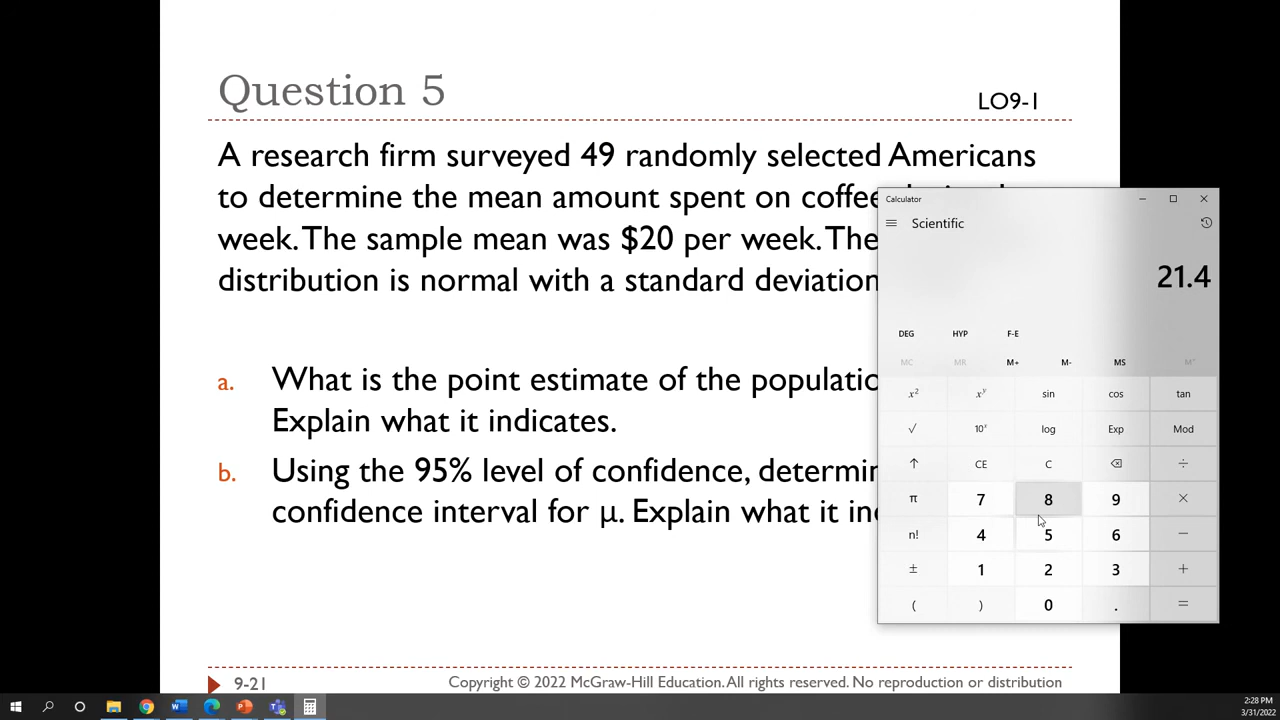 Question 5
LO9-1
A research firm surveyed 49 randomly selected Americans
to determine the mean amount spent on coffee
week. The sample mean was $20 per week. The
distribution is normal with a standard deviation
a. What is the point estimate of the
Explain what it indicates.
b. Using the 95% level of confidence,
confidence interval for µ. Explain what it
9-21
Copyright © 2022 McGraw-Hill Education. All rights reserved. No reproduction or distribution
Calculator
Scientific
21.4
DEG HYP F-E
MC MR M+ M- MS M˅
x² xʸ sin cos tan
√ 10ˣ log Exp Mod
↑ CE C ⌫ ÷
π 7 8 9 ×
n! 4 5 6 −
± 1 2 3 +
( ) 0 . =
2:28 PM
3/31/2022